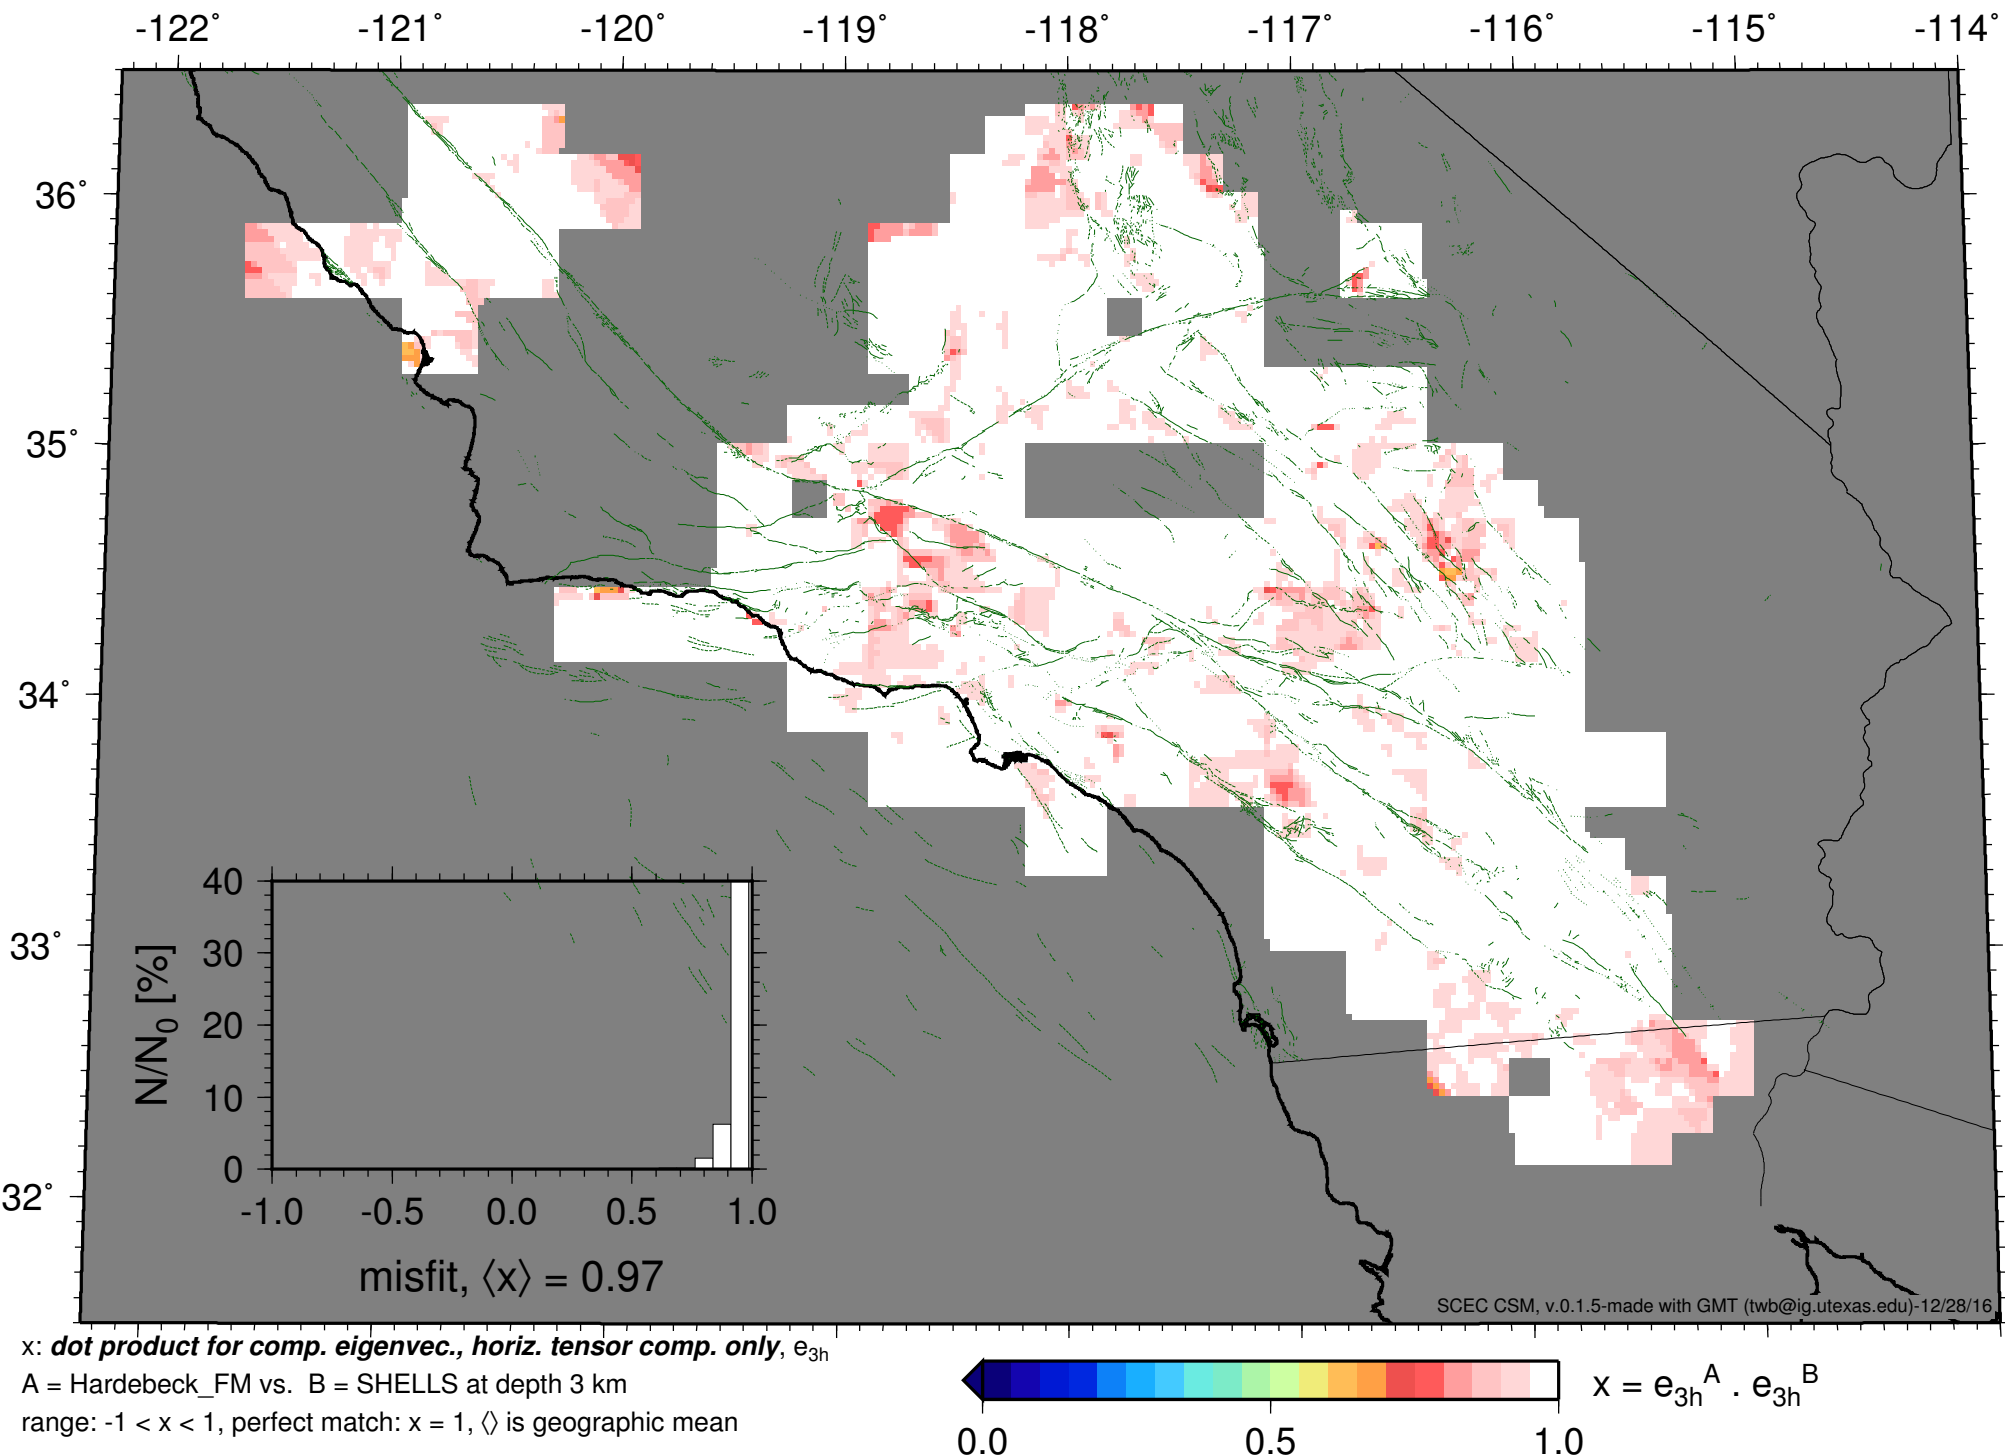 -122° -121° -120° -119° -118° -117° -116° -115° -114°
36°
35°
34°
33°
32°
40
30
20
10
0
N/N0 [%]
-1.0 -0.5 0.0 0.5 1.0
misfit, ⟨x⟩ = 0.97
SCEC CSM, v.0.1.5-made with GMT (twb@ig.utexas.edu)-12/28/16
x: dot product for comp. eigenvec., horiz. tensor comp. only, e3h
A = Hardebeck_FM vs. B = SHELLS at depth 3 km
range: -1 < x < 1, perfect match: x = 1, ⟨⟩ is geographic mean
x = e3h^A . e3h^B
0.0 0.5 1.0